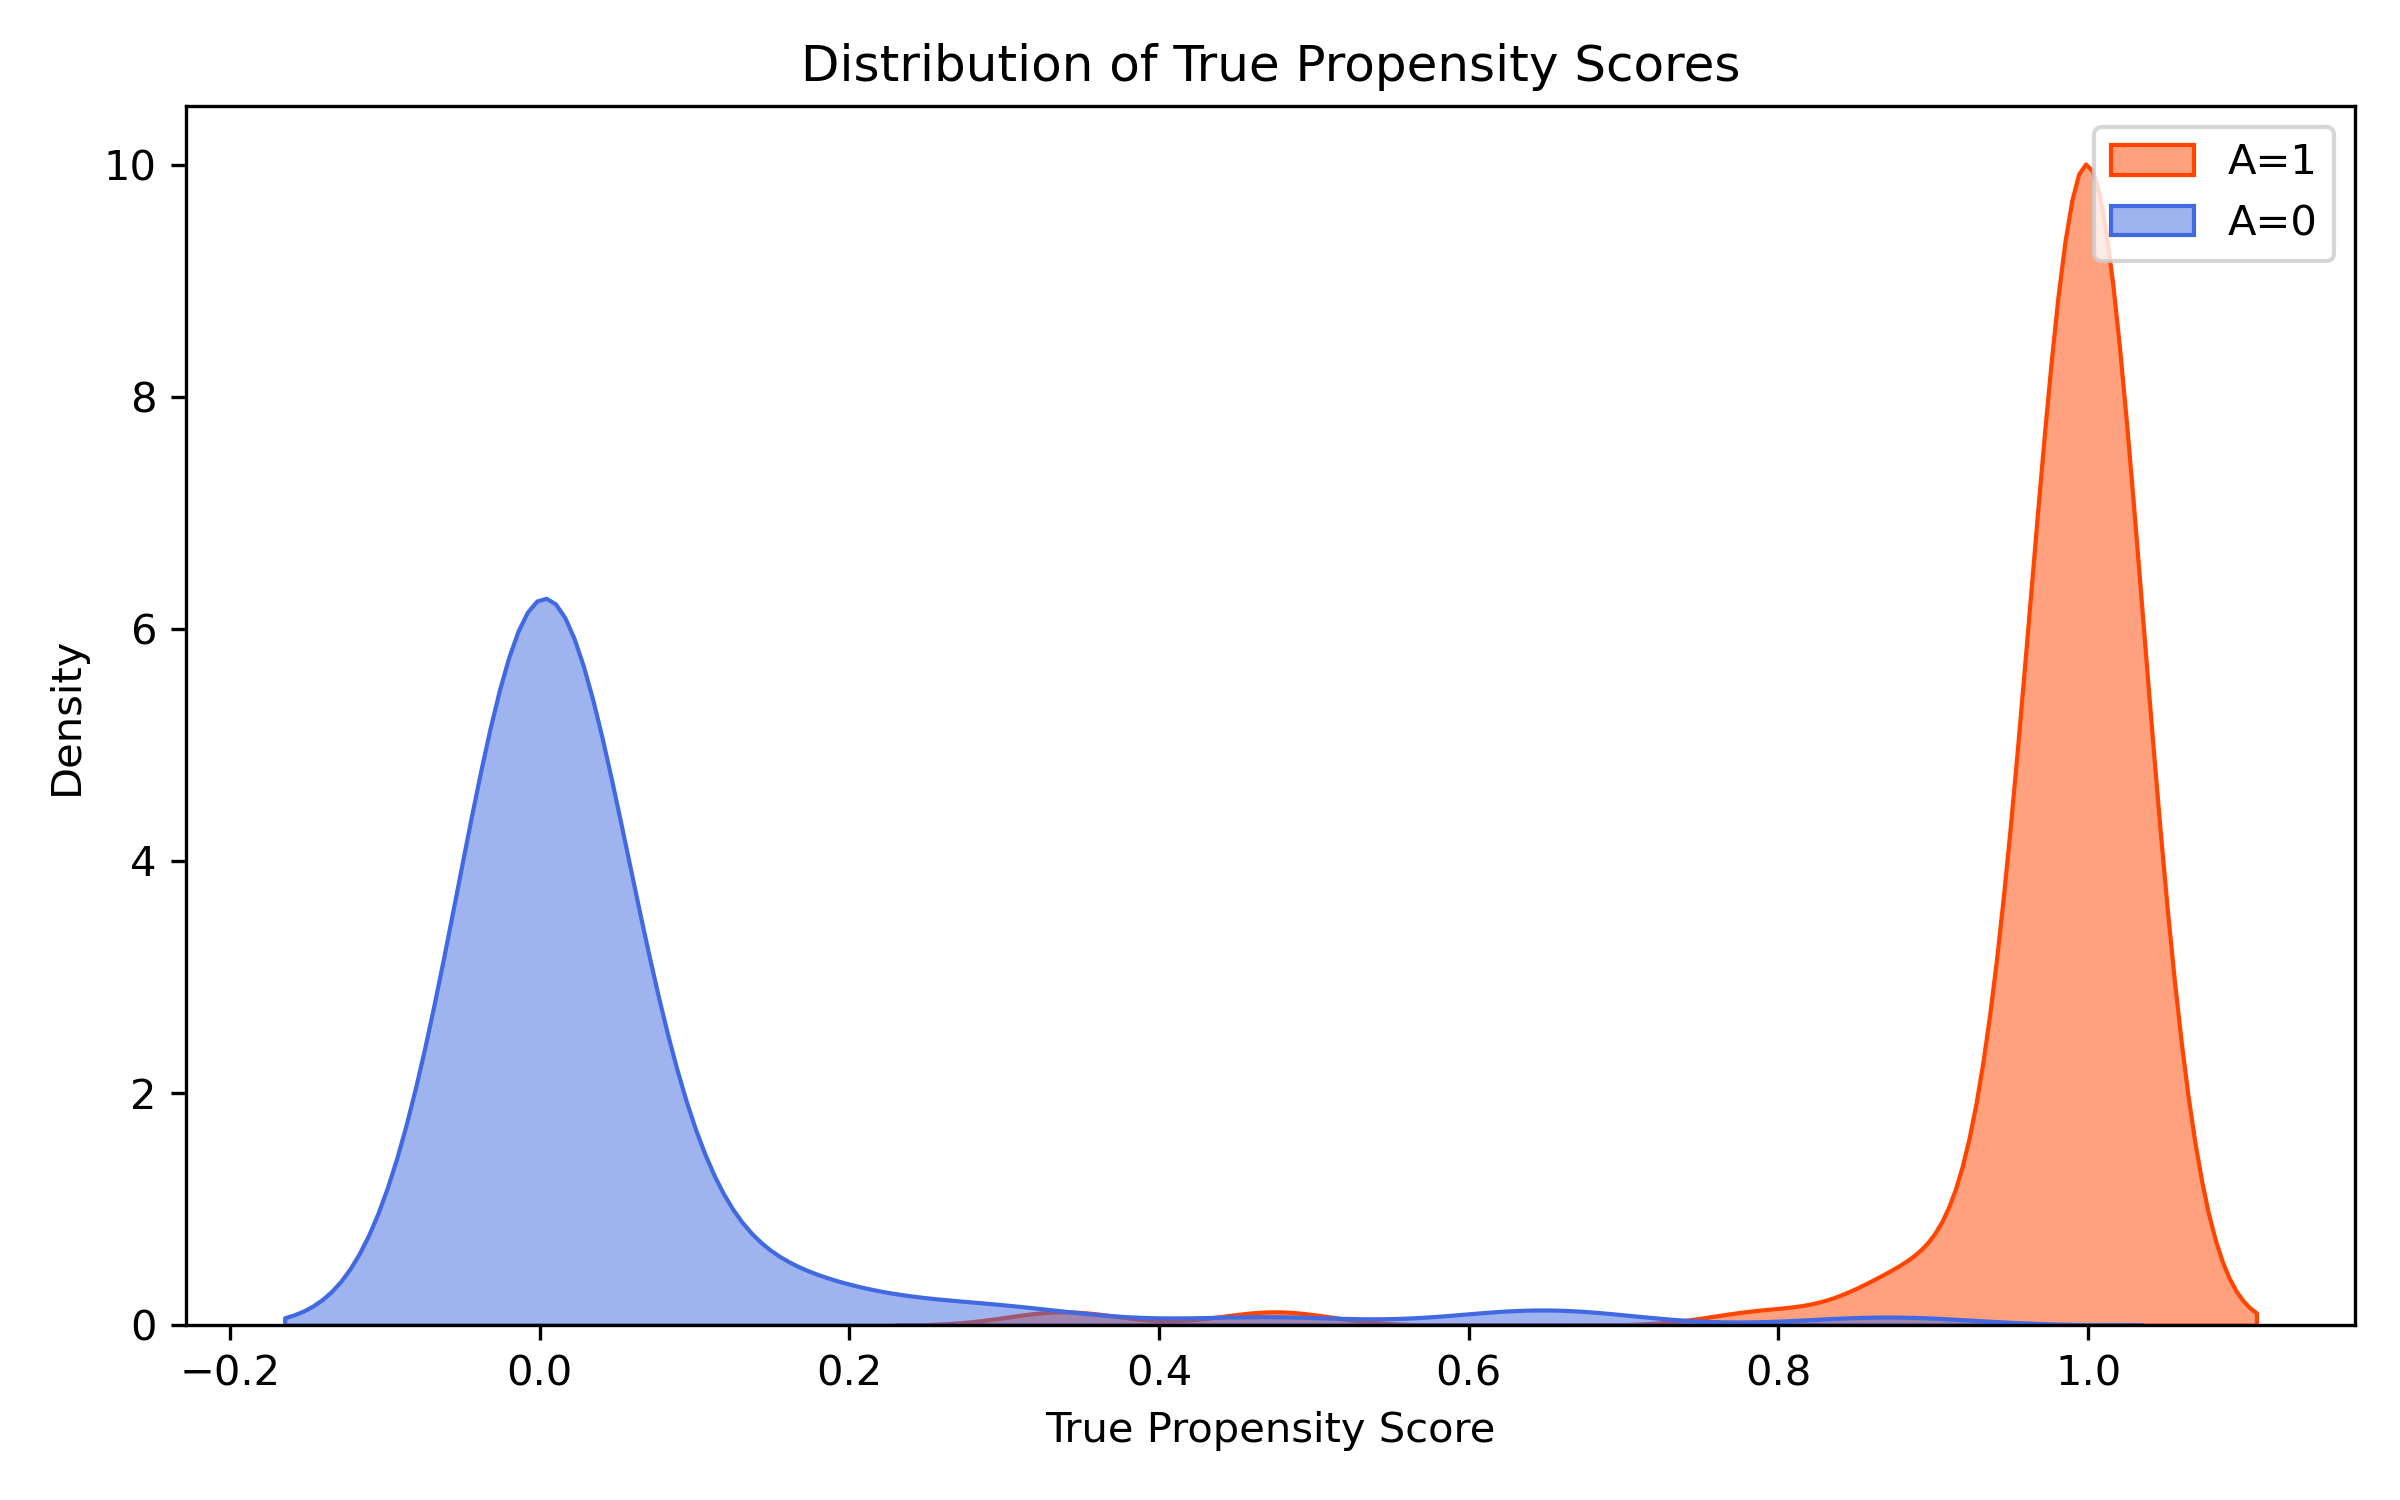 Distribution of True Propensity Scores
A=1
A=0
10
8
6
4
2
0
Density
−0.2 0.0 0.2 0.4 0.6 0.8 1.0
True Propensity Score